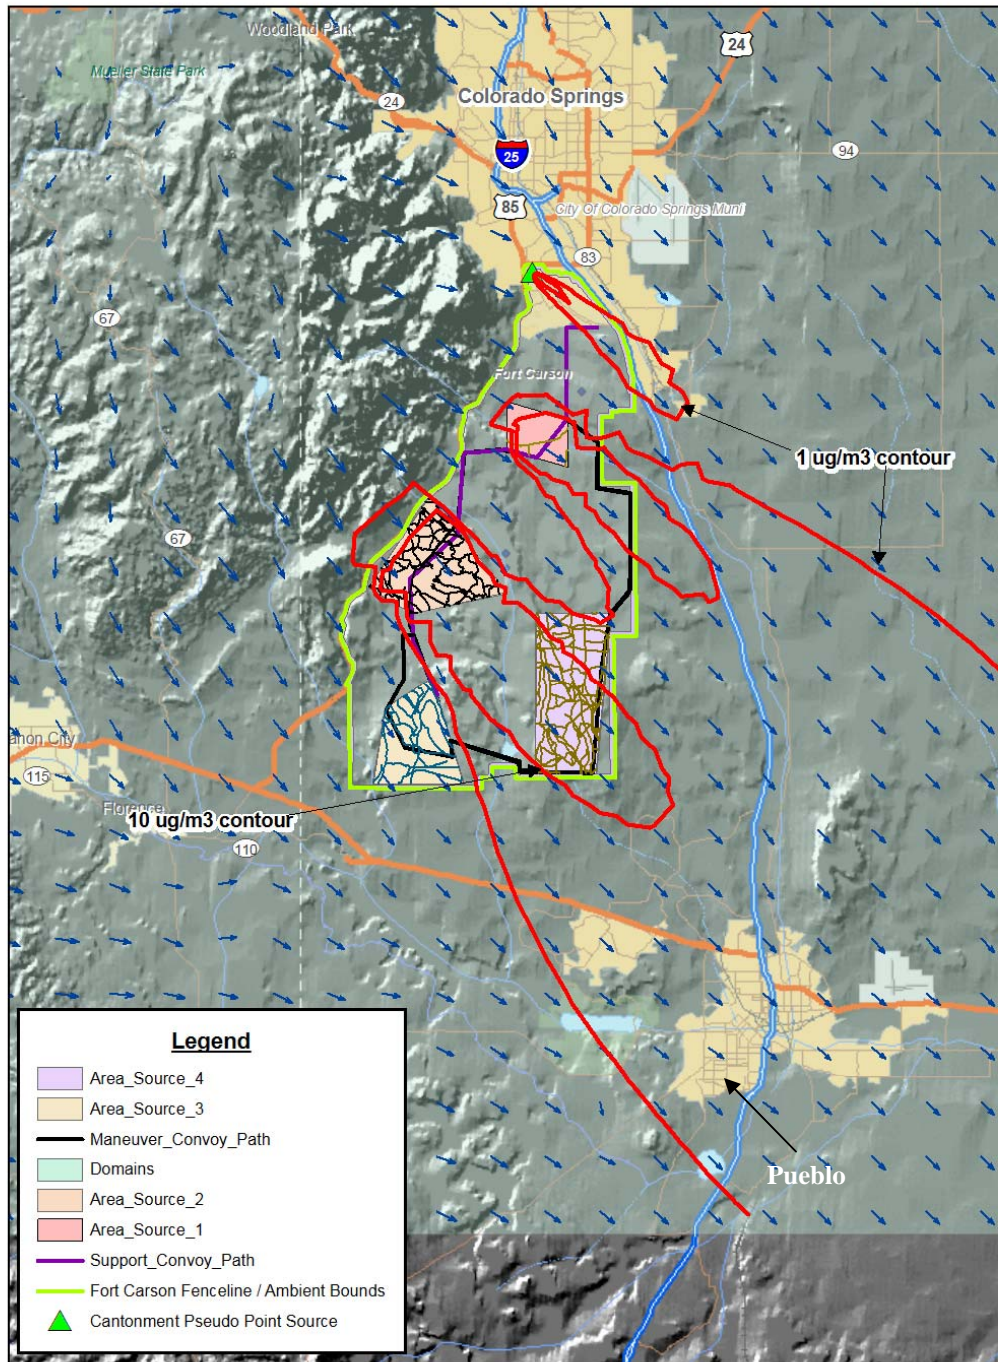 Woodland Park
24
Mueller State Park
24
Colorado Springs
25
94
85
City Of Colorado Springs Muni
83
67
Fort Carson
1 ug/m3 contour
67
anon City
115
Florence
10 ug/m3 contour
110
Pueblo
Legend
Area_Source_4
Area_Source_3
Maneuver_Convoy_Path
Domains
Area_Source_2
Area_Source_1
Support_Convoy_Path
Fort Carson Fenceline / Ambient Bounds
Cantonment Pseudo Point Source